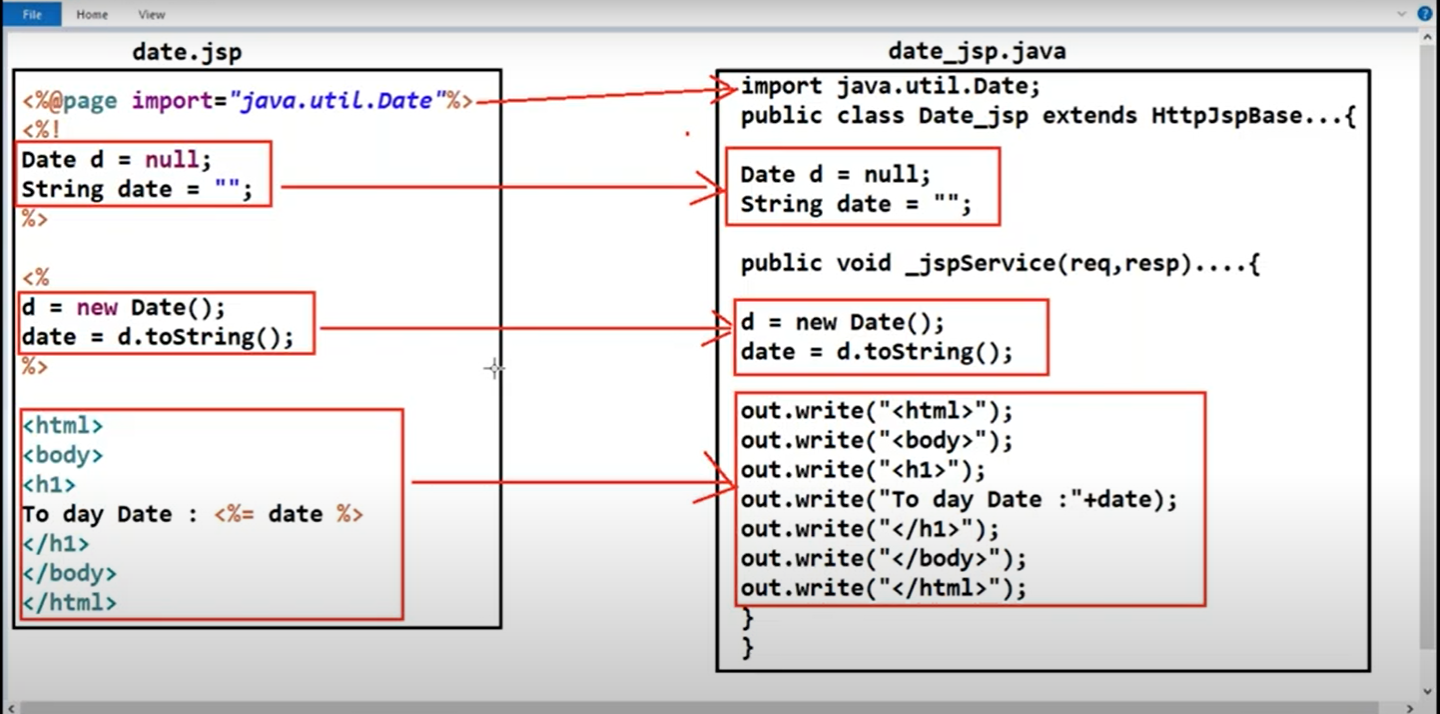 File Home View
date.jsp
<%@page import="java.util.Date"%>
<%!
Date d = null;
String date = "";
%>
<%
d = new Date();
date = d.toString();
%>
<html>
<body>
<h1>
To day Date : <%= date %>
</h1>
</body>
</html>
date_jsp.java
import java.util.Date;
public class Date_jsp extends HttpJspBase...{
Date d = null;
String date = "";
public void _jspService(req,resp)....{
d = new Date();
date = d.toString();
out.write("<html>");
out.write("<body>");
out.write("<h1>");
out.write("To day Date :"+date);
out.write("</h1>");
out.write("</body>");
out.write("</html>");
}
}